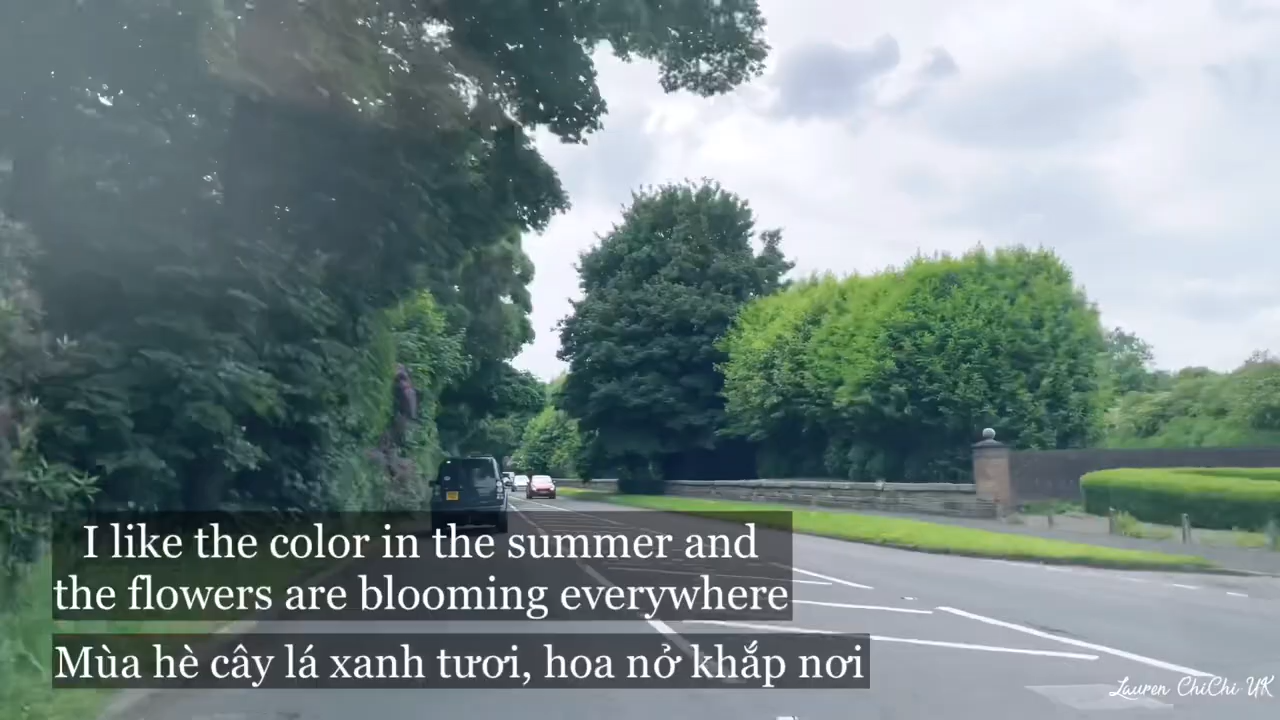 I like the color in the summer and
the flowers are blooming everywhere
Mùa hè cây lá xanh tươi, hoa nở khắp nơi
Lauren ChiChi UK